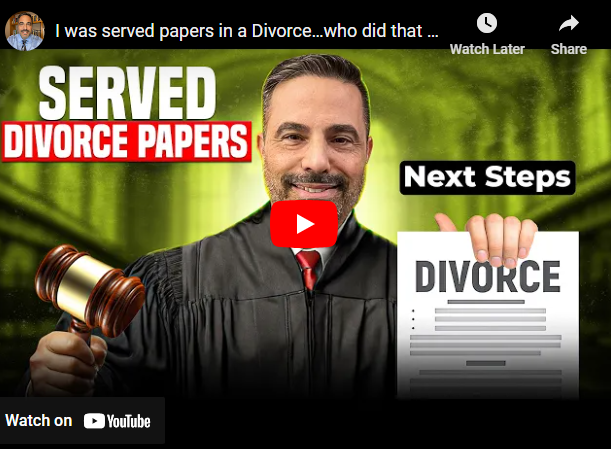 I was served papers in a Divorce...who did that ...
Watch Later
Share
SERVED
DIVORCE PAPERS
Next Steps
DIVORCE
Watch on YouTube